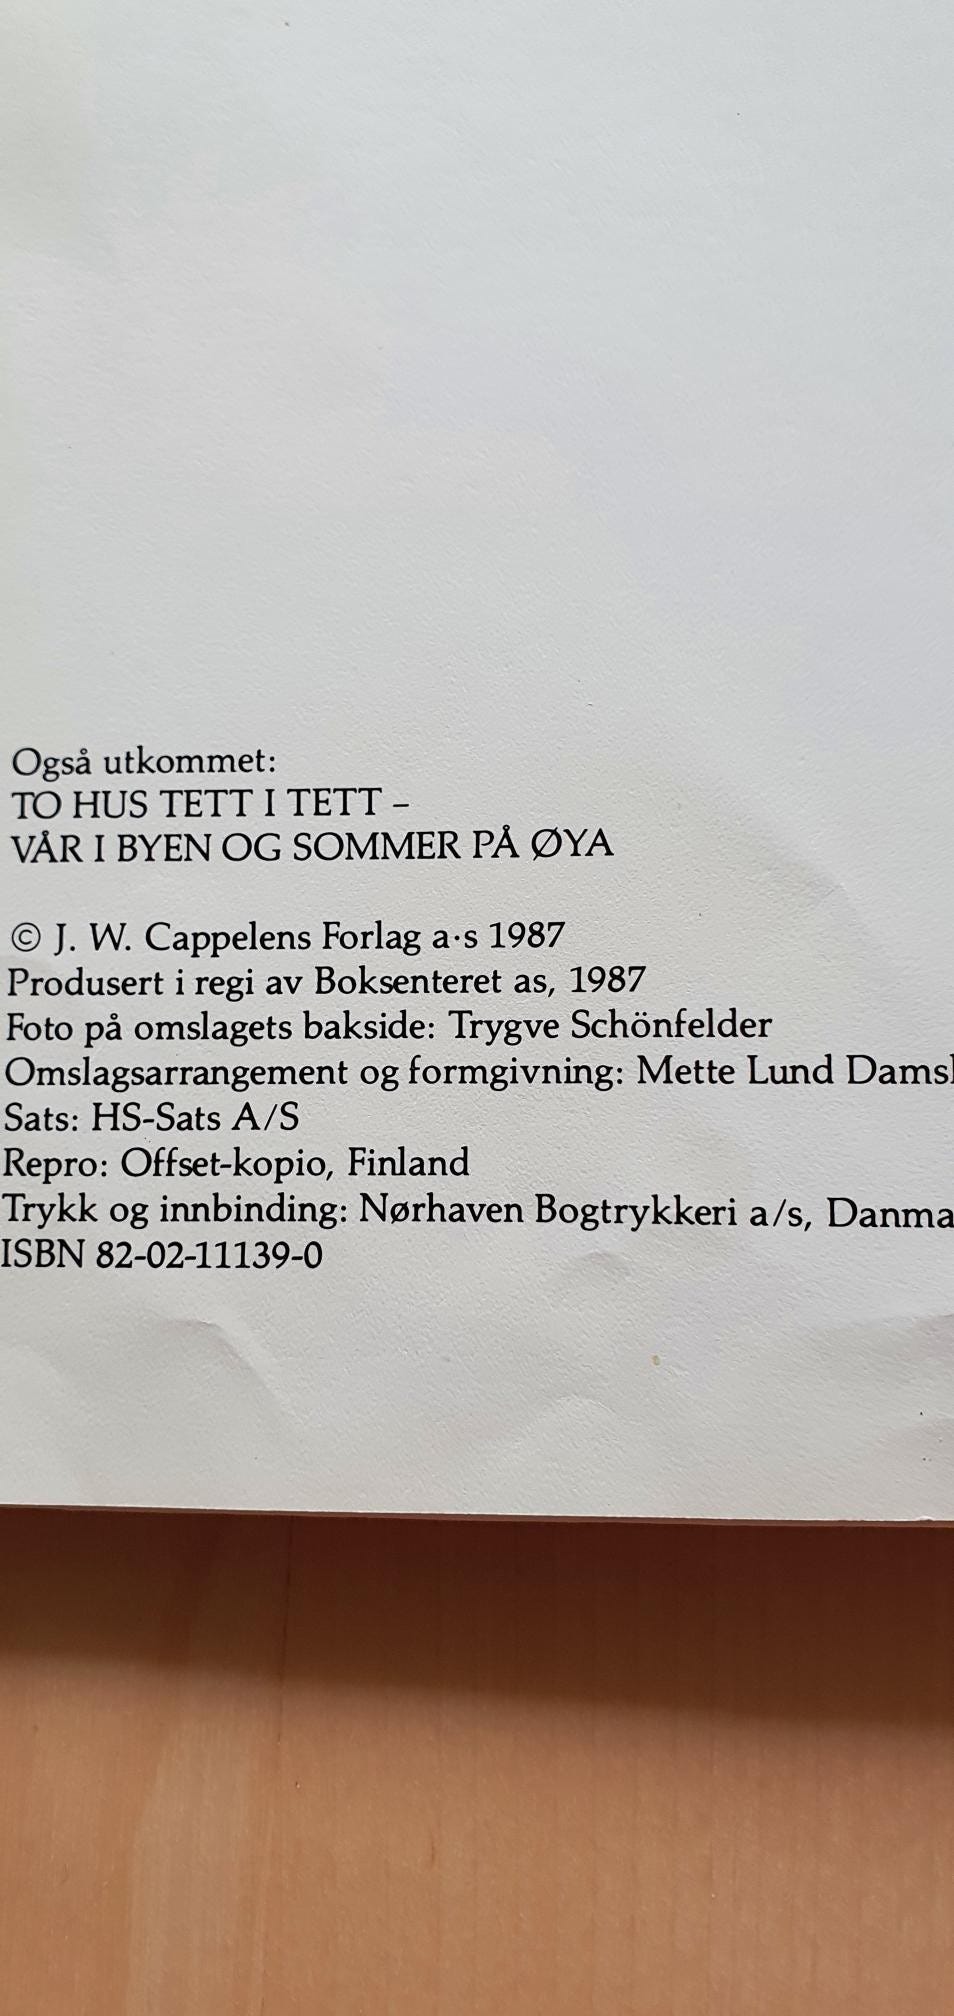 Også utkommet:
TO HUS TETT I TETT –
VÅR I BYEN OG SOMMER PÅ ØYA
© J. W. Cappelens Forlag a·s 1987
Produsert i regi av Boksenteret as, 1987
Foto på omslagets bakside: Trygve Schönfelder
Omslagsarrangement og formgivning: Mette Lund
Sats: HS-Sats A/S
Repro: Offset-kopio, Finland
Trykk og innbinding: Nørhaven Bogtrykkeri a/s,
ISBN 82-02-11139-0